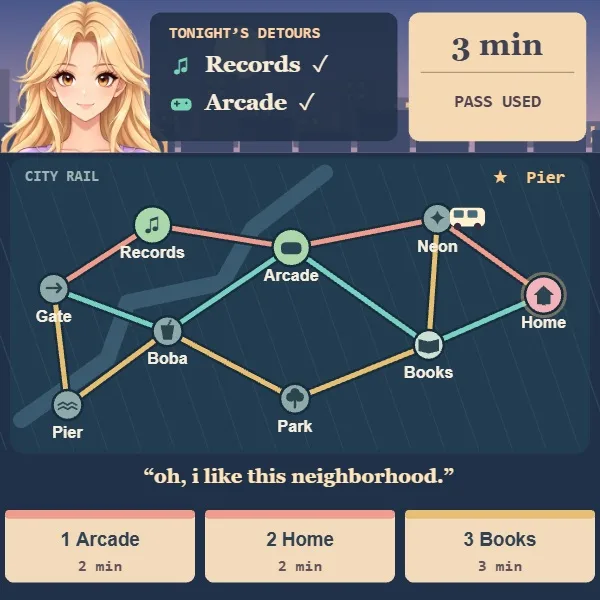 TONIGHT’S DETOURS
Records ✓
Arcade ✓
3 min
PASS USED
CITY RAIL
★ Pier
Records
Arcade
Neon
Gate
Home
Boba
Books
Pier
Park
“oh, i like this neighborhood.”
1 Arcade
2 min
2 Home
2 min
3 Books
3 min